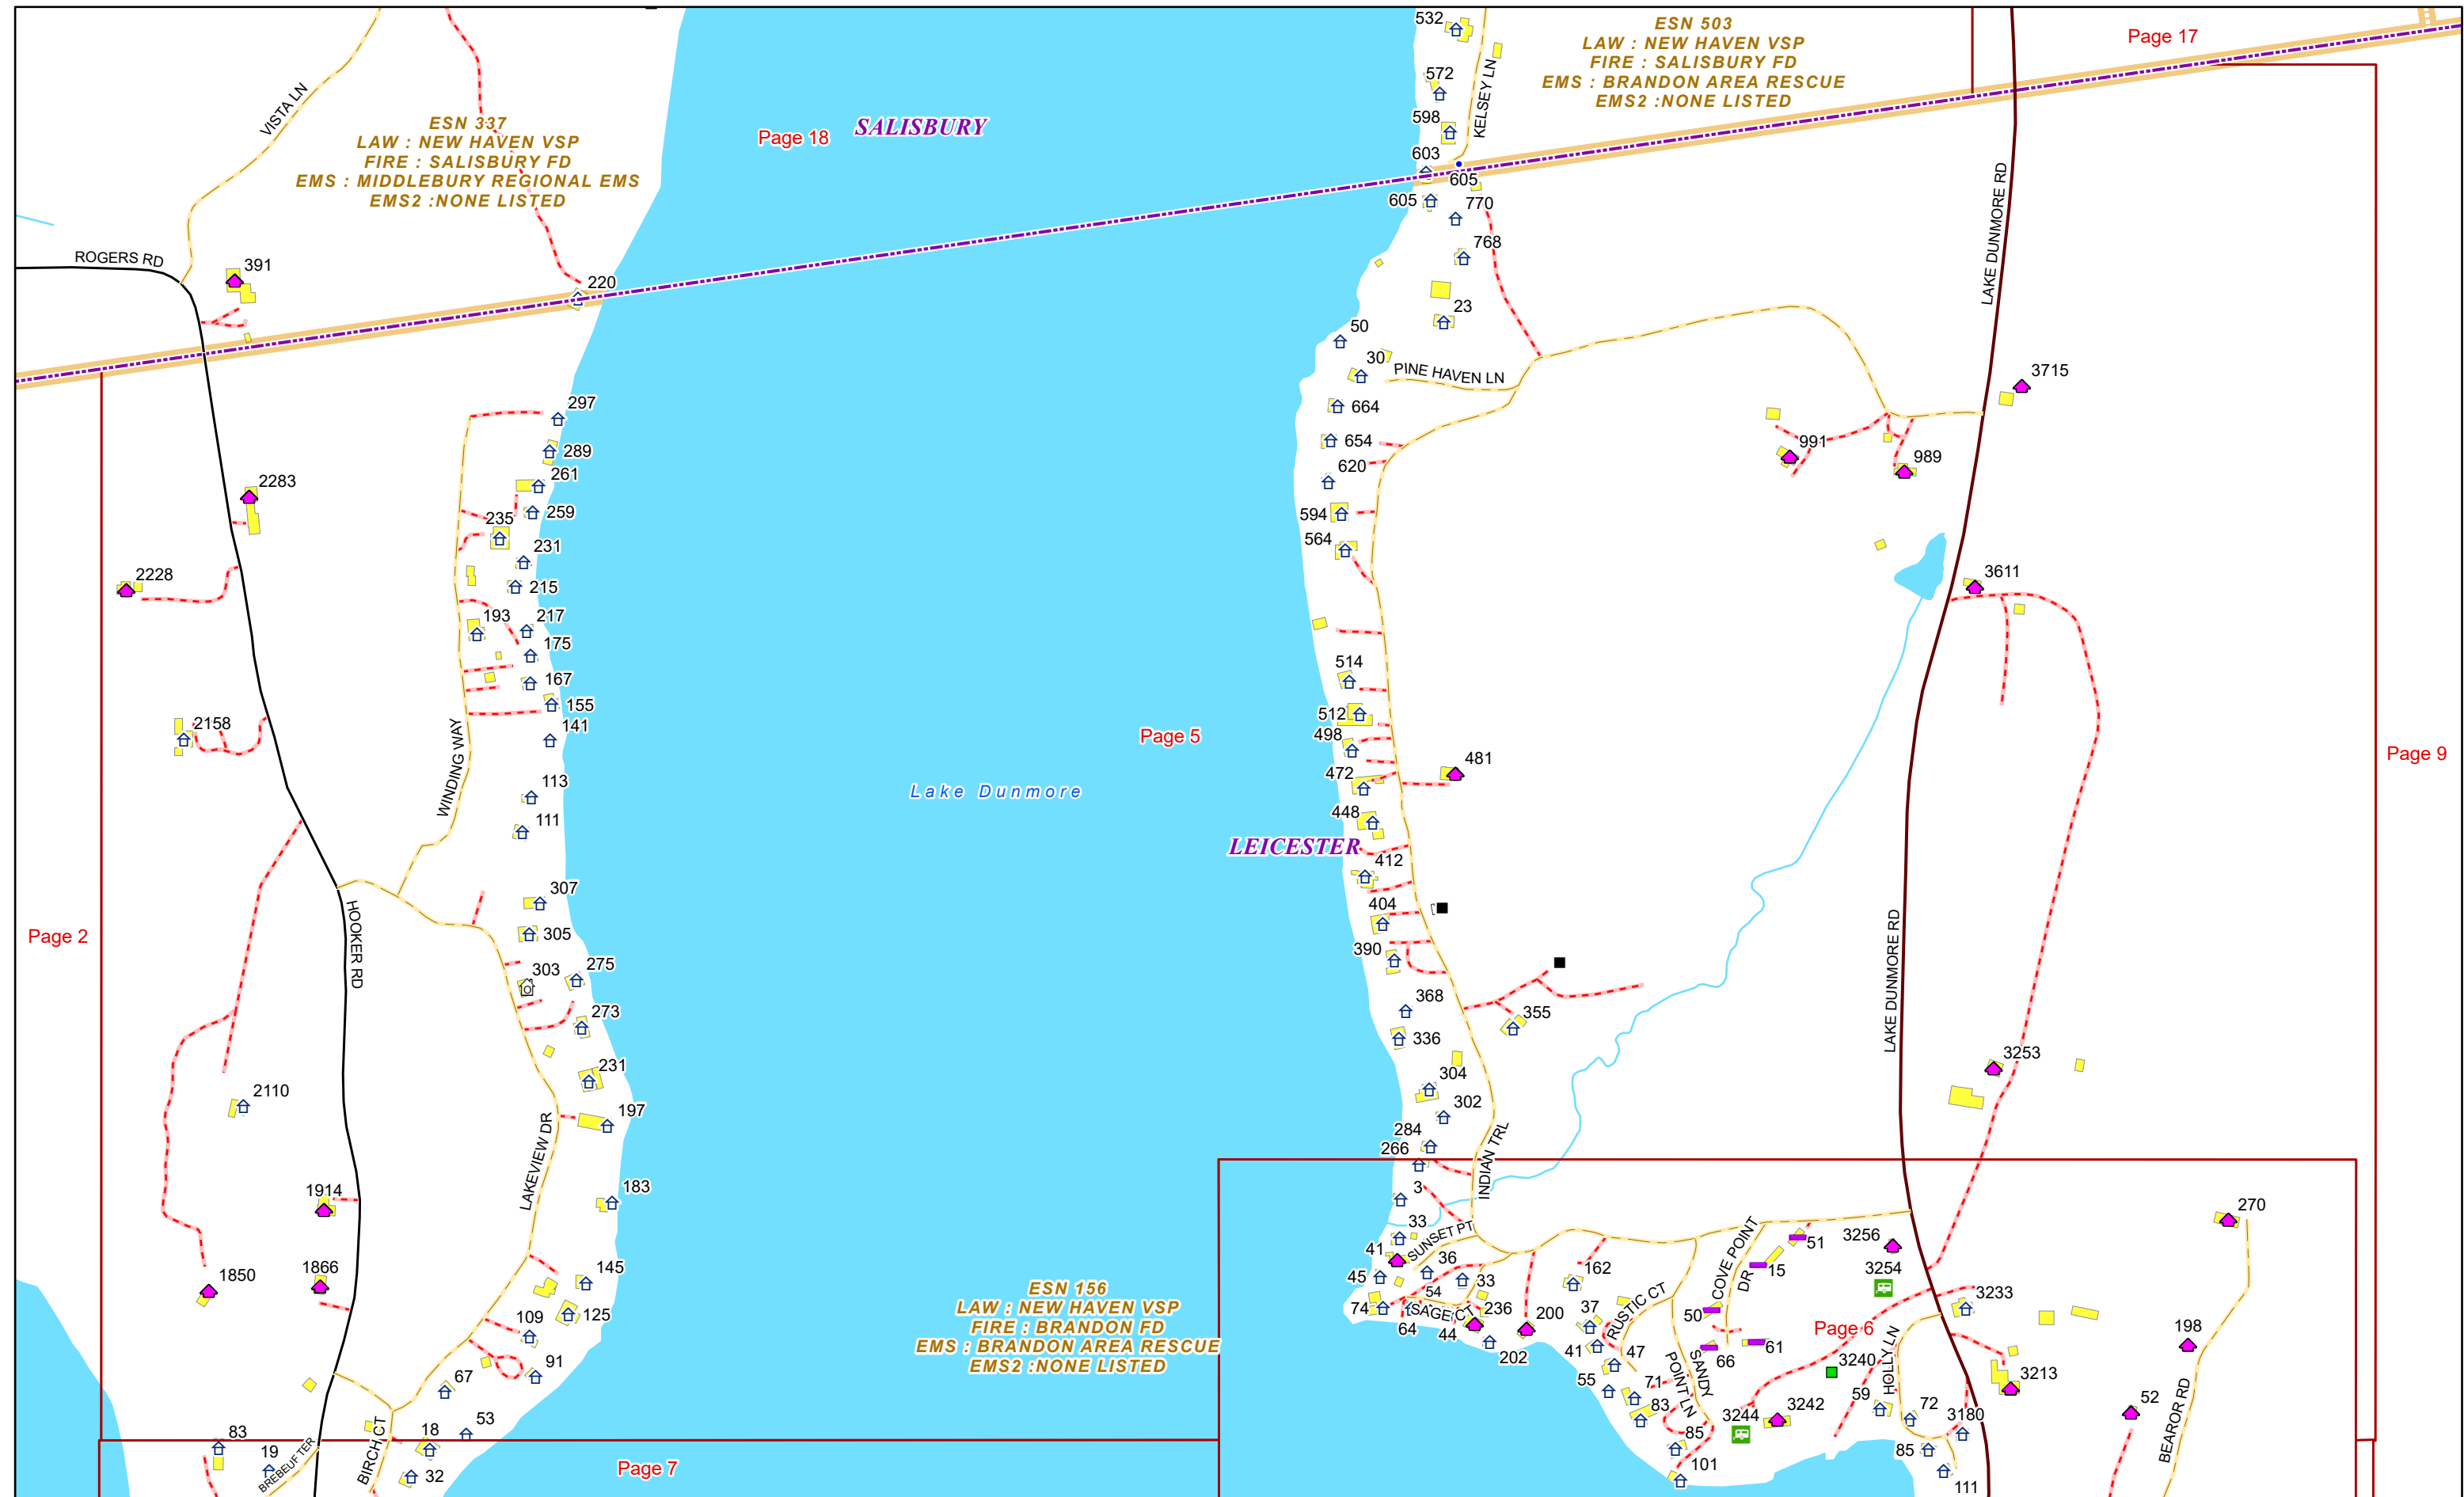 532
ESN 503
LAW : NEW HAVEN VSP
FIRE : SALISBURY FD
EMS : BRANDON AREA RESCUE
EMS2 :NONE LISTED
Page 17
572
KELSEY LN
598
603
605
605
770
768
VISTA LN
ESN 337
LAW : NEW HAVEN VSP
FIRE : SALISBURY FD
EMS : MIDDLEBURY REGIONAL EMS
EMS2 :NONE LISTED
Page 18
SALISBURY
LAKE DUNMORE RD
ROGERS RD
391
220
23
50
30
PINE HAVEN LN
3715
297
664
289
654
991
989
261
620
2283
259
235
594
231
564
2228
215
3611
193
217
175
514
167
155
512
2158
141
498
Page 5
WINDING WAY
481
Page 9
472
113
Lake Dunmore
448
111
LEICESTER
412
307
404
HOOKER RD
305
Page 2
390
LAKE DUNMORE RD
303
275
368
355
273
336
3253
231
304
2110
302
197
284
266
LAKEVIEW DR
INDIAN TRL
183
3
1914
270
33
SUNSET PT
41
36
COVE POINT
DR
51
3256
45
33
162
15
3254
1850
1866
145
54
ESN 156
LAW : NEW HAVEN VSP
FIRE : BRANDON FD
EMS : BRANDON AREA RESCUE
EMS2 :NONE LISTED
74
SAGE CT
236
200
37
RUSTIC CT
50
3233
125
109
64
44
Page 6
61
66
202
41
47
198
HOLLY LN
91
67
55
71
SANDY
POINT LN
3240
3213
59
83
3242
72
52
3244
3180
BEAROR RD
53
18
83
19
BREBEUF TER
BIRCH CT
85
85
101
32
Page 7
111